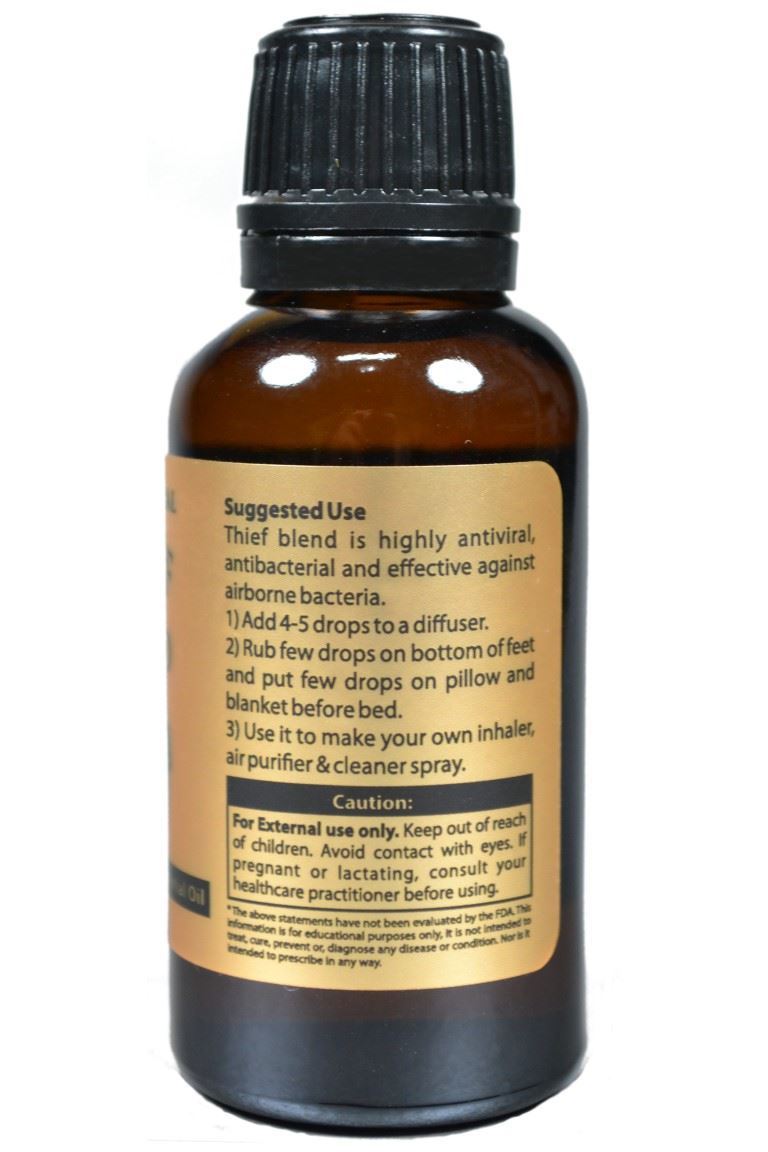 Suggested Use
Thief blend is highly antiviral,
antibacterial and effective against
airborne bacteria.
1) Add 4-5 drops to a diffuser.
2) Rub few drops on bottom of feet
and put few drops on pillow and
blanket before bed.
3) Use it to make your own inhaler,
air purifier & cleaner spray.
Caution:
For External use only. Keep out of reach
of children. Avoid contact with eyes. If
pregnant or lactating, consult your
healthcare practitioner before using.
*The above statements have not been evaluated by the FDA. This
information is for educational purposes only, It is not intended to
treat, cure, prevent or, diagnose any disease or condition. Nor is it
intended to prescribe in any way.
Oil